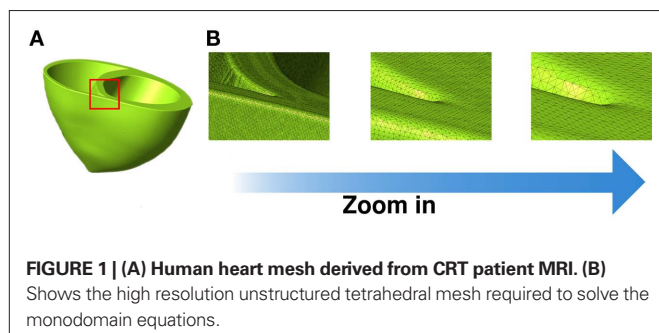 A
B
Zoom in
FIGURE 1 | (A) Human heart mesh derived from CRT patient MRI. (B)
Shows the high resolution unstructured tetrahedral mesh required to solve the
monodomain equations.